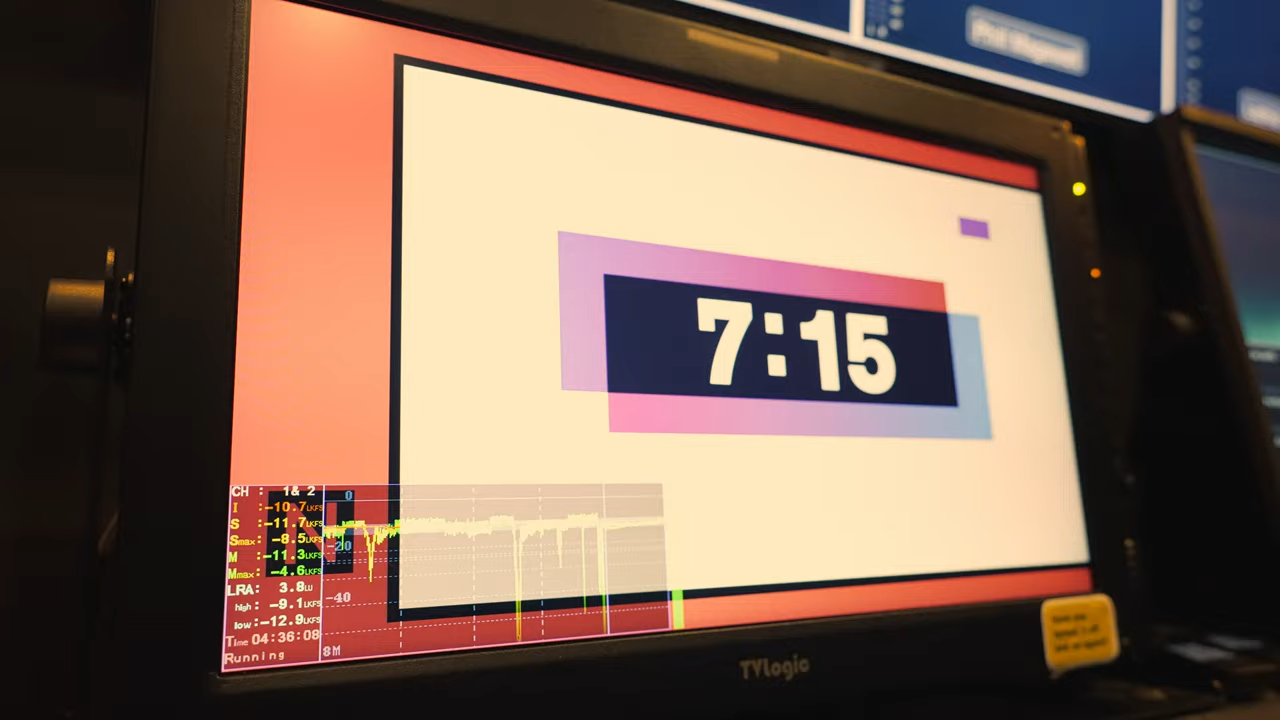 7:15
CH : 1& 2
I :-10.7LKFS
S :-11.7LKFS
Smax: -8.5LKFS
M :-11.3LKFS
Mmax: -4.6LKFS
LRA: 3.8LU
high: -9.1LKFS
low:-12.9LKFS
Time 04:36:08
Running
0
-20
-40
8M
N
TVLogic